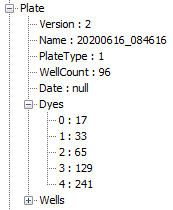 Plate
Version : 2
Name : 20200616_084616
PlateType : 1
WellCount : 96
Date : null
Dyes
0 : 17
1 : 33
2 : 65
3 : 129
4 : 241
Wells